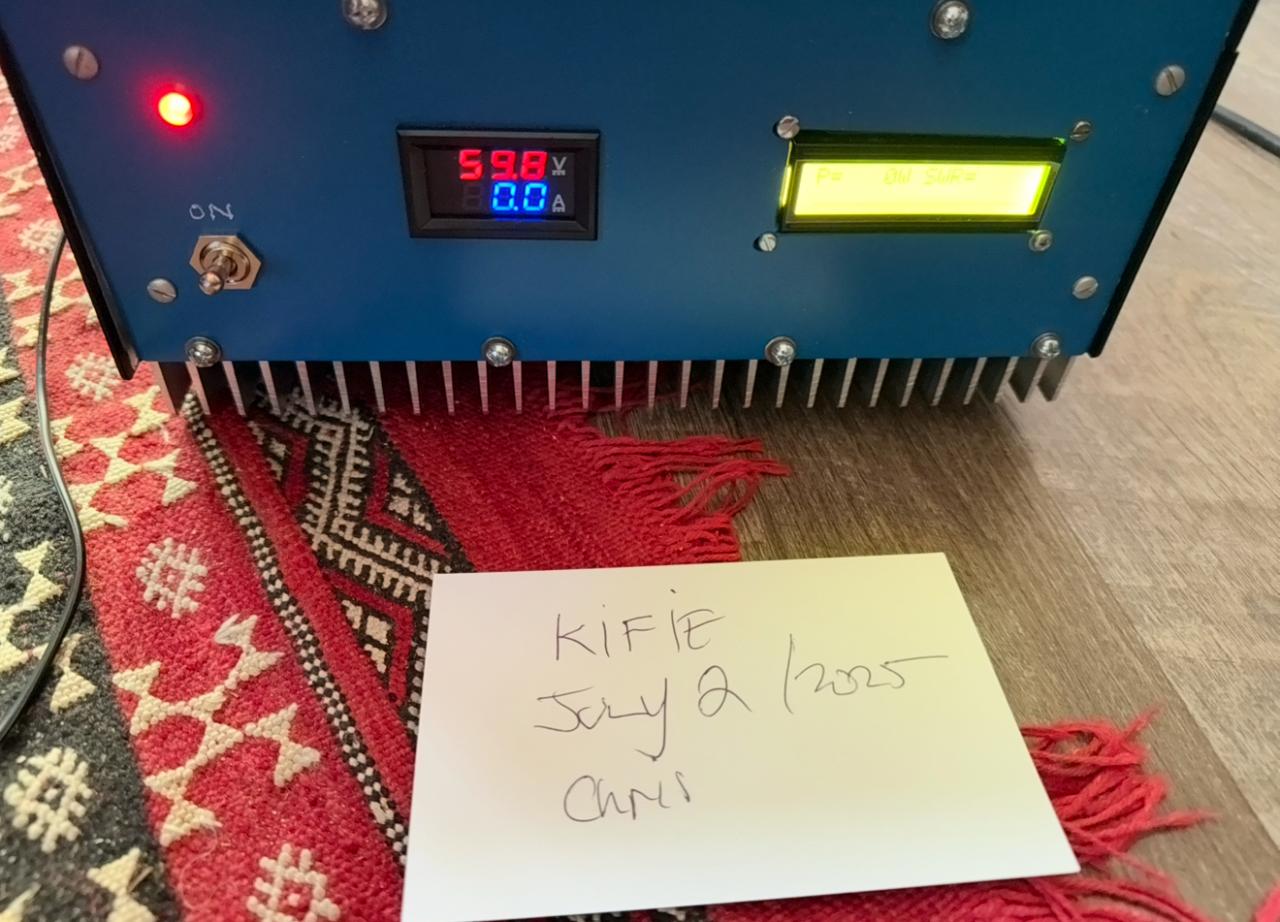 ON
59.8 V
0.0 A
P= 0W SWR=
KiFiE
July 2 /2025
Chris